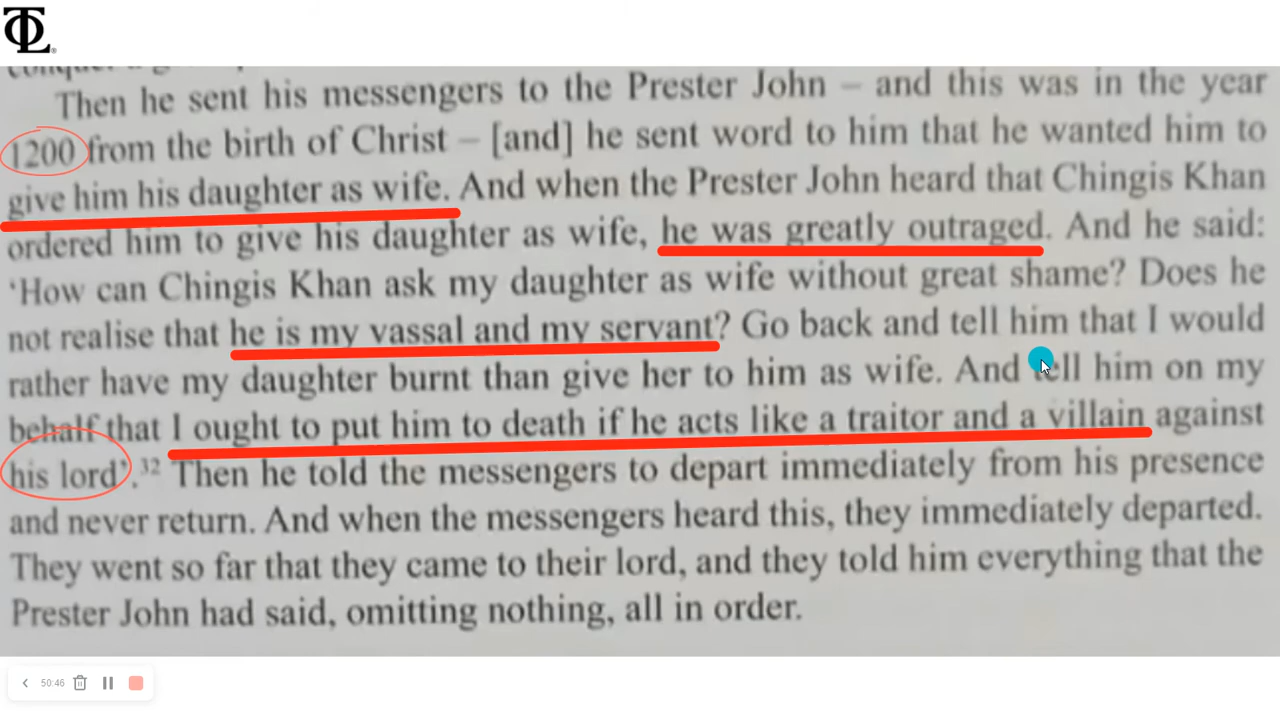 TOL®
Then he sent his messengers to the Prester John – and this was in the year
1200 from the birth of Christ – [and] he sent word to him that he wanted him to
give him his daughter as wife. And when the Prester John heard that Chingis Khan
ordered him to give his daughter as wife, he was greatly outraged. And he said:
‘How can Chingis Khan ask my daughter as wife without great shame? Does he
not realise that he is my vassal and my servant? Go back and tell him that I would
rather have my daughter burnt than give her to him as wife. And tell him on my
behalf that I ought to put him to death if he acts like a traitor and a villain against
his lord’.32 Then he told the messengers to depart immediately from his presence
and never return. And when the messengers heard this, they immediately departed.
They went so far that they came to their lord, and they told him everything that the
Prester John had said, omitting nothing, all in order.
50:46